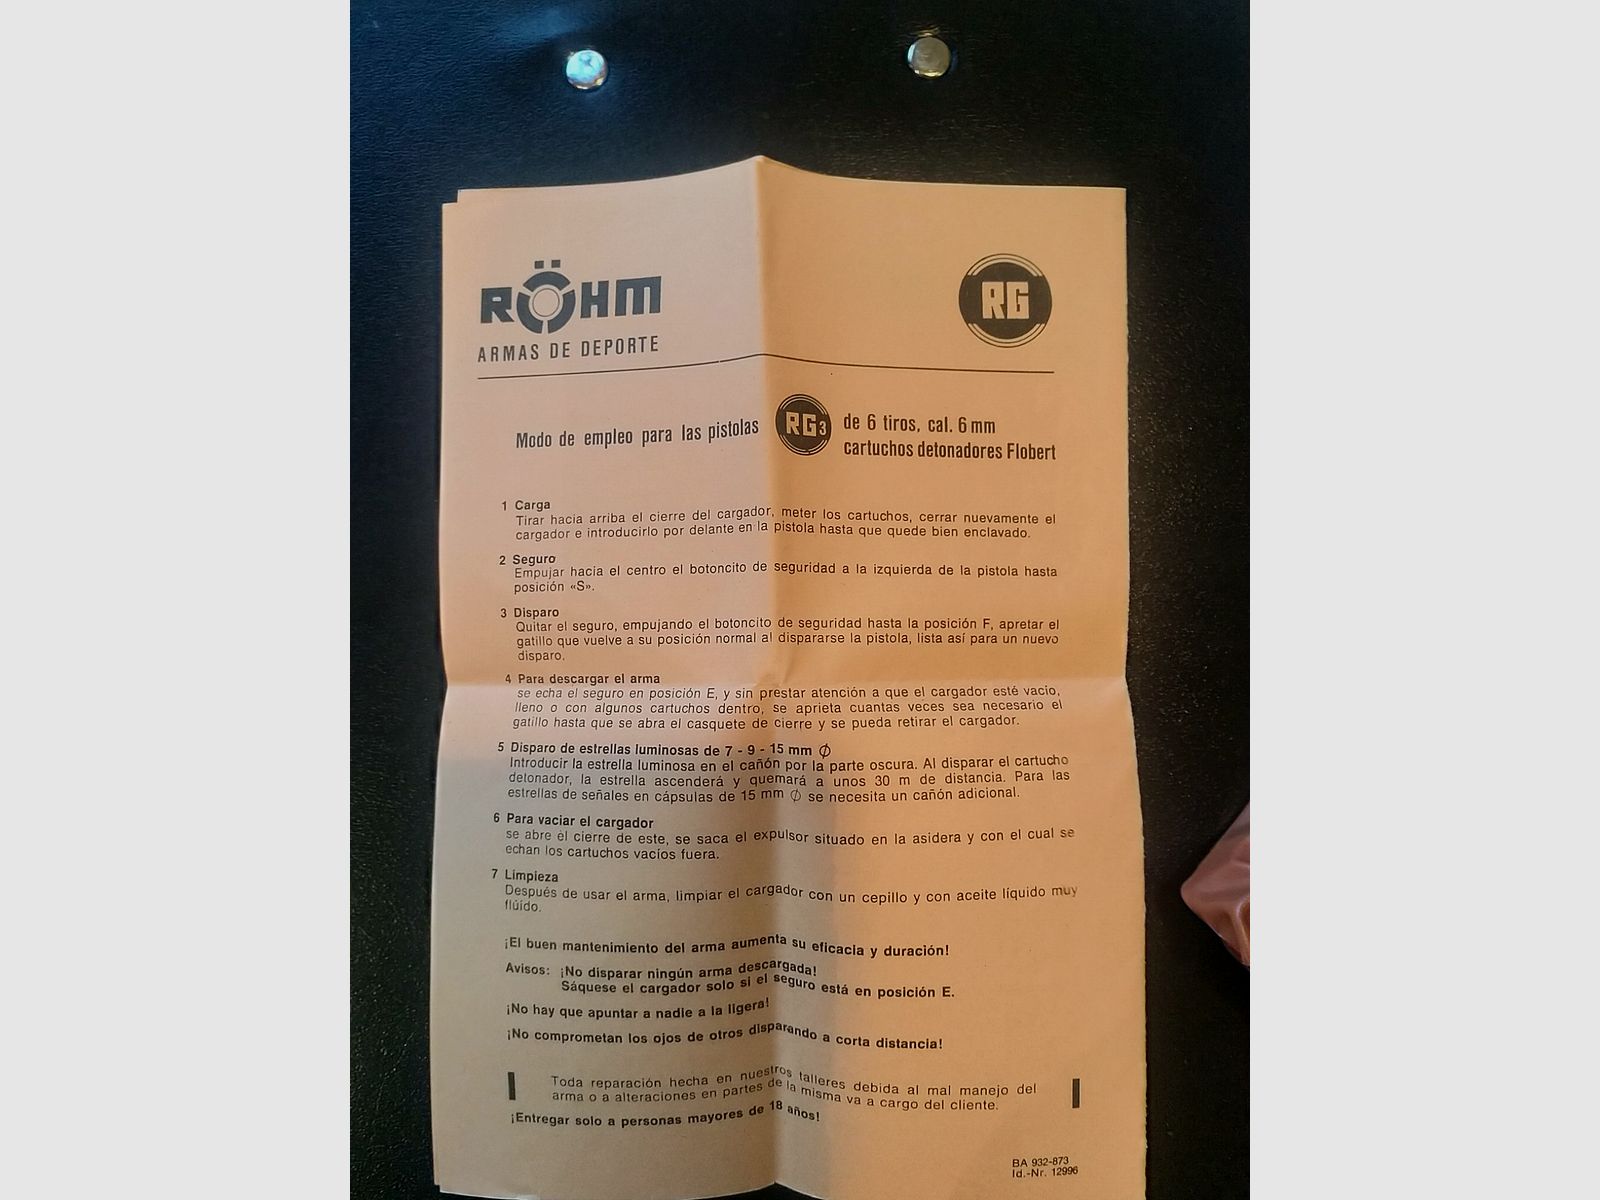 RÖHM
ARMAS DE DEPORTE
RG
Modo de empleo para las pistolas RG3 de 6 tiros, cal. 6 mm
cartuchos detonadores Flobert
1 Carga
Tirar hacia arriba el cierre del cargador, meter los cartuchos, cerrar nuevamente el
cargador e introducirlo por delante en la pistola hasta que quede bien enclavado.
2 Seguro
Empujar hacia el centro el botoncito de seguridad a la izquierda de la pistola hasta
posición «S».
3 Disparo
Quitar el seguro, empujando el botoncito de seguridad hasta la posición F, apretar el
gatillo que vuelve a su posición normal al dispararse la pistola, lista así para un nuevo
disparo.
4 Para descargar el arma
se echa el seguro en posición E, y sin prestar atención a que el cargador esté vacío,
lleno o con algunos cartuchos dentro, se aprieta cuantas veces sea necesario el
gatillo hasta que se abra el casquete de cierre y se pueda retirar el cargador.
5 Disparo de estrellas luminosas de 7 - 9 - 15 mm ∅
Introducir la estrella luminosa en el cañón por la parte oscura. Al disparar el cartucho
detonador, la estrella ascenderá y quemará a unos 30 m de distancia. Para las
estrellas de señales en cápsulas de 15 mm ∅ se necesita un cañón adicional.
6 Para vaciar el cargador
se abre él cierre de este, se saca el expulsor situado en la asidera y con el cual se
echan los cartuchos vacíos fuera.
7 Limpieza
Después de usar el arma, limpiar el cargador con un cepillo y con aceite líquido muy
flúido.
¡El buen mantenimiento del arma aumenta su eficacia y duración!
Avisos: ¡No disparar ningún arma descargada!
Sáquese el cargador solo si el seguro está en posición E.
¡No hay que apuntar a nadie a la ligera!
¡No comprometan los ojos de otros disparando a corta distancia!
Toda reparación hecha en nuestros talleres debida al mal manejo del
arma o a alteraciones en partes de la misma va a cargo del cliente.
¡Entregar solo a personas mayores de 18 años!
BA 932-873
Id.-Nr. 12996